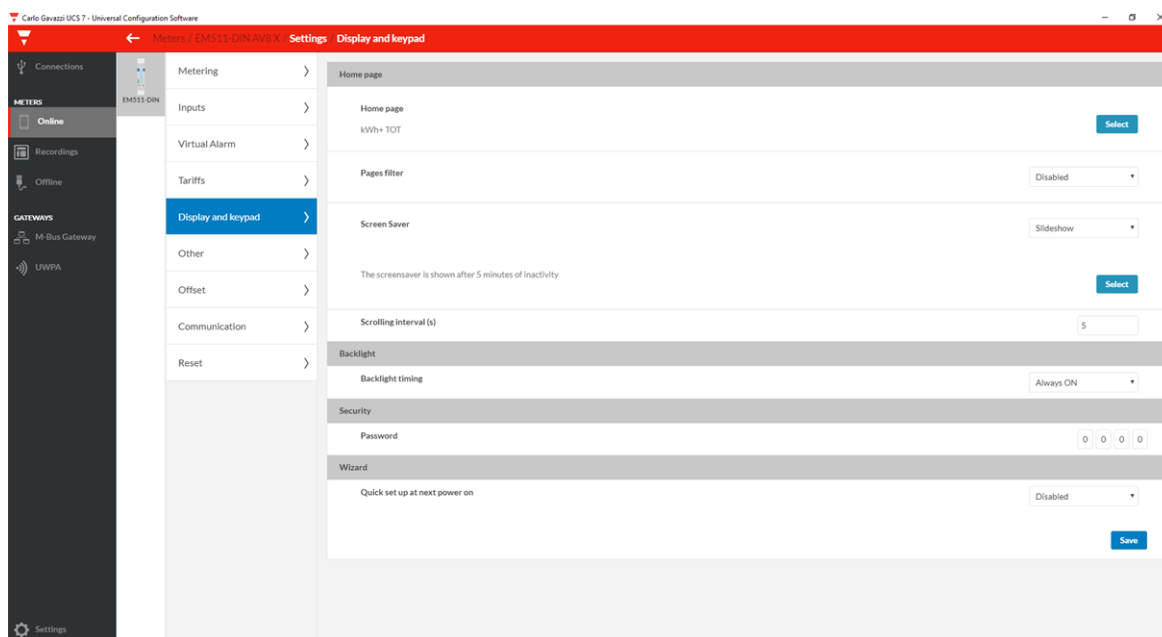 Carlo Gavazzi UCS 7 - Universal Configuration Software
Meters / EM511-DIN AV8 X / Settings / Display and keypad
Connections
METERS
Online
Recordings
Offline
GATEWAYS
M-Bus Gateway
UWPA
Settings
EM511-DIN
Metering
Inputs
Virtual Alarm
Tariffs
Display and keypad
Other
Offset
Communication
Reset
Home page
Home page
kWh+ TOT
Select
Pages filter
Disabled
Screen Saver
Slideshow
The screensaver is shown after 5 minutes of inactivity
Select
Scrolling interval (s)
5
Backlight
Backlight timing
Always ON
Security
Password
0 0 0 0
Wizard
Quick set up at next power on
Disabled
Save